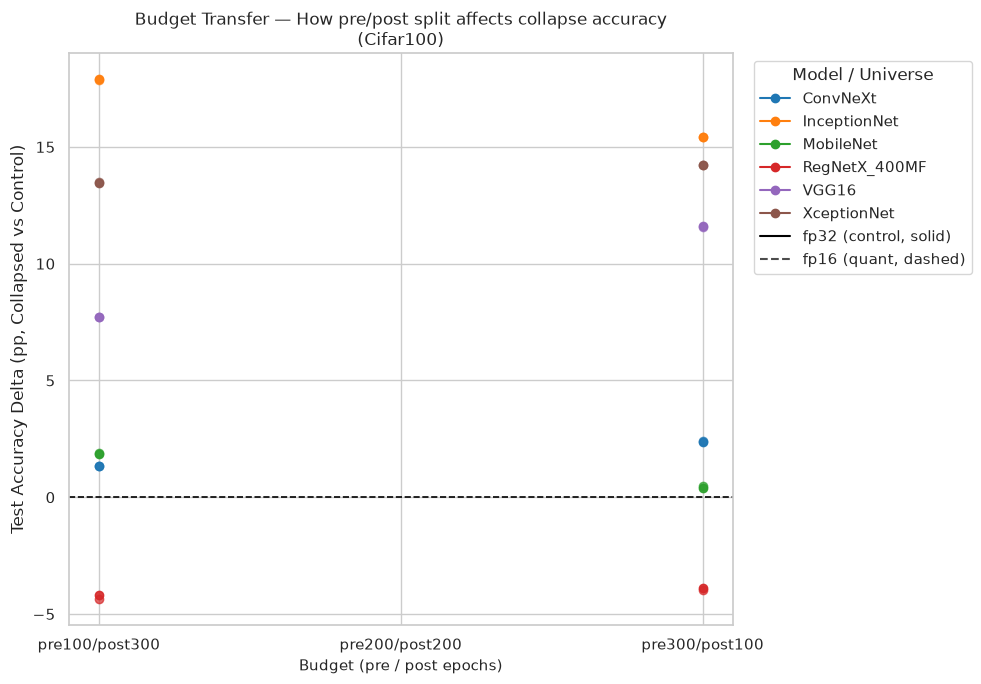 Budget Transfer — How pre/post split affects collapse accuracy
(Cifar100)
Test Accuracy Delta (pp, Collapsed vs Control)
15
10
5
0
−5
pre100/post300
pre200/post200
pre300/post100
Budget (pre / post epochs)
Model / Universe
ConvNeXt
InceptionNet
MobileNet
RegNetX_400MF
VGG16
XceptionNet
fp32 (control, solid)
fp16 (quant, dashed)